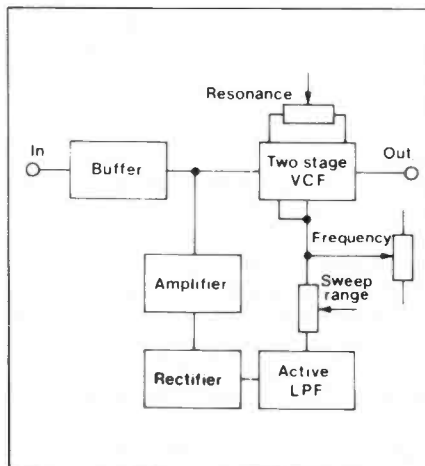 Resonance
In
Buffer
Two stage
VCF
Out
Frequency
Amplifier
Sweep
range
Rectifier
Active
LPF